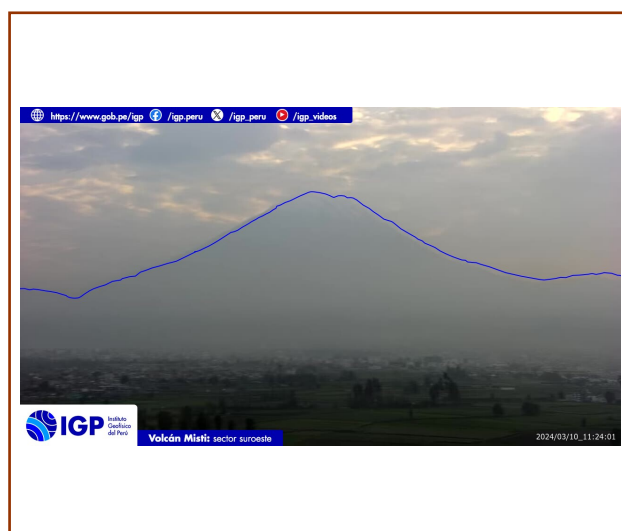 https://www.gob.pe/igp /igp.peru /igp_peru /igp_videos
IGP
Instituto
Geofísico
del Perú
Volcán Misti: sector suroeste
2024/03/10_11:24:01